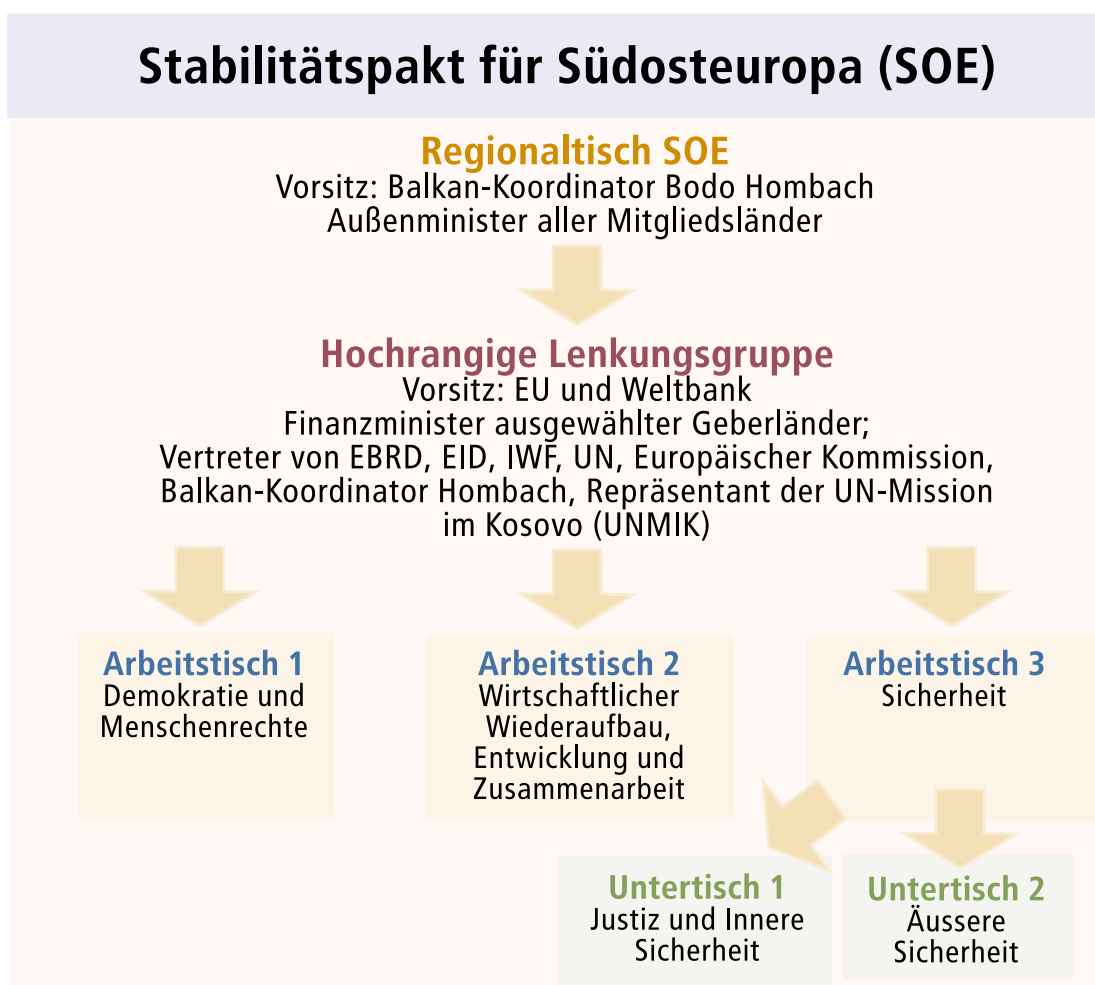 Stabilitätspakt für Südosteuropa (SOE)
Regionaltisch SOE
Vorsitz: Balkan-Koordinator Bodo Hombach
Außenminister aller Mitgliedsländer
Hochrangige Lenkungsgruppe
Vorsitz: EU und Weltbank
Finanzminister ausgewählter Geberländer;
Vertreter von EBRD, EID, IWF, UN, Europäischer Kommission,
Balkan-Koordinator Hombach, Repräsentant der UN-Mission
im Kosovo (UNMIK)
Arbeitstisch 1
Demokratie und
Menschenrechte
Arbeitstisch 2
Wirtschaftlicher
Wiederaufbau,
Entwicklung und
Zusammenarbeit
Arbeitstisch 3
Sicherheit
Untertisch 1
Justiz und Innere
Sicherheit
Untertisch 2
Äussere
Sicherheit